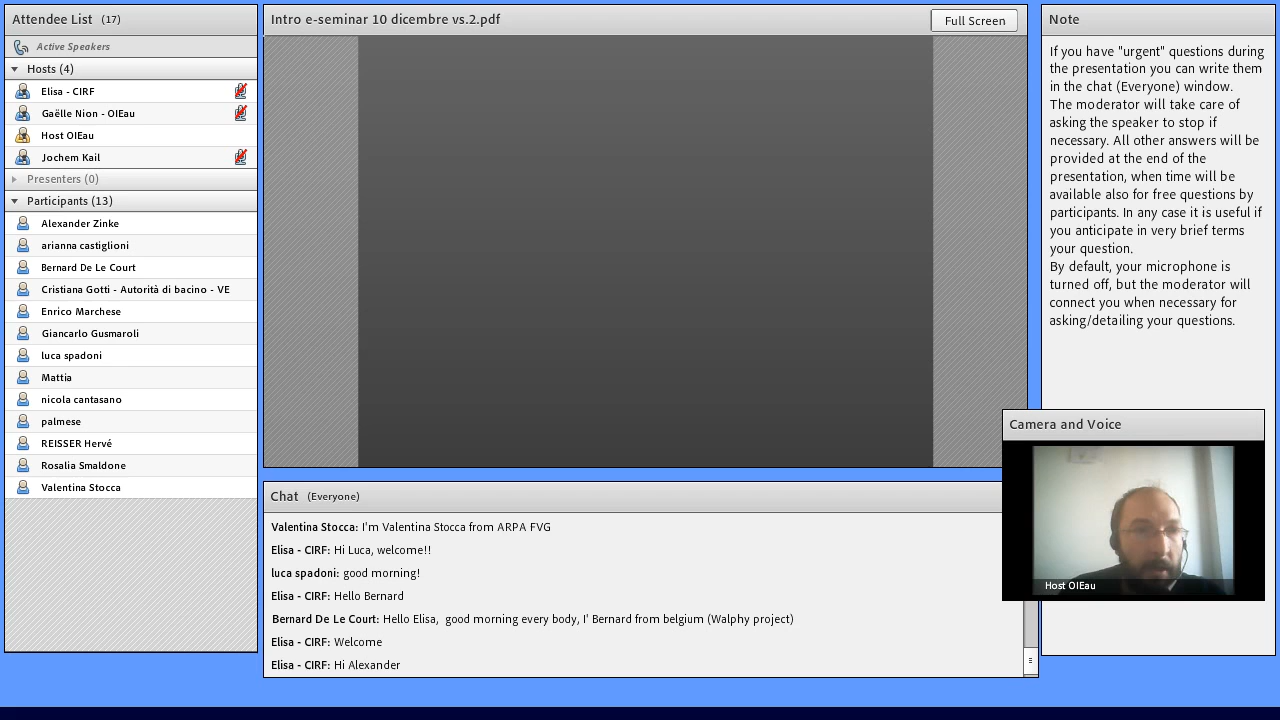 Attendee List (17)
Active Speakers
Hosts (4)
Elisa - CIRF
Gaëlle Nion - OIEau
Host OIEau
Jochem Kail
Presenters (0)
Participants (13)
Alexander Zinke
arianna castiglioni
Bernard De Le Court
Cristiana Gotti - Autorità di bacino - VE
Enrico Marchese
Giancarlo Gusmaroli
luca spadoni
Mattia
nicola cantasano
palmese
REISSER Hervé
Rosalia Smaldone
Valentina Stocca
Intro e-seminar 10 dicembre vs.2.pdf
Full Screen
Chat (Everyone)
Valentina Stocca: I'm Valentina Stocca from ARPA FVG
Elisa - CIRF: Hi Luca, welcome!!
luca spadoni: good morning!
Elisa - CIRF: Hello Bernard
Bernard De Le Court: Hello Elisa,  good morning every body, I' Bernard from belgium (Walphy project)
Elisa - CIRF: Welcome
Elisa - CIRF: Hi Alexander
Note
If you have "urgent" questions during
the presentation you can write them
in the chat (Everyone) window.
The moderator will take care of
asking the speaker to stop if
necessary. All other answers will be
provided at the end of the
presentation, when time will be
available also for free questions by
participants. In any case it is useful if
you anticipate in very brief terms
your question.
By default, your microphone is
turned off, but the moderator will
connect you when necessary for
asking/detailing your questions.
Camera and Voice
Host OIEau